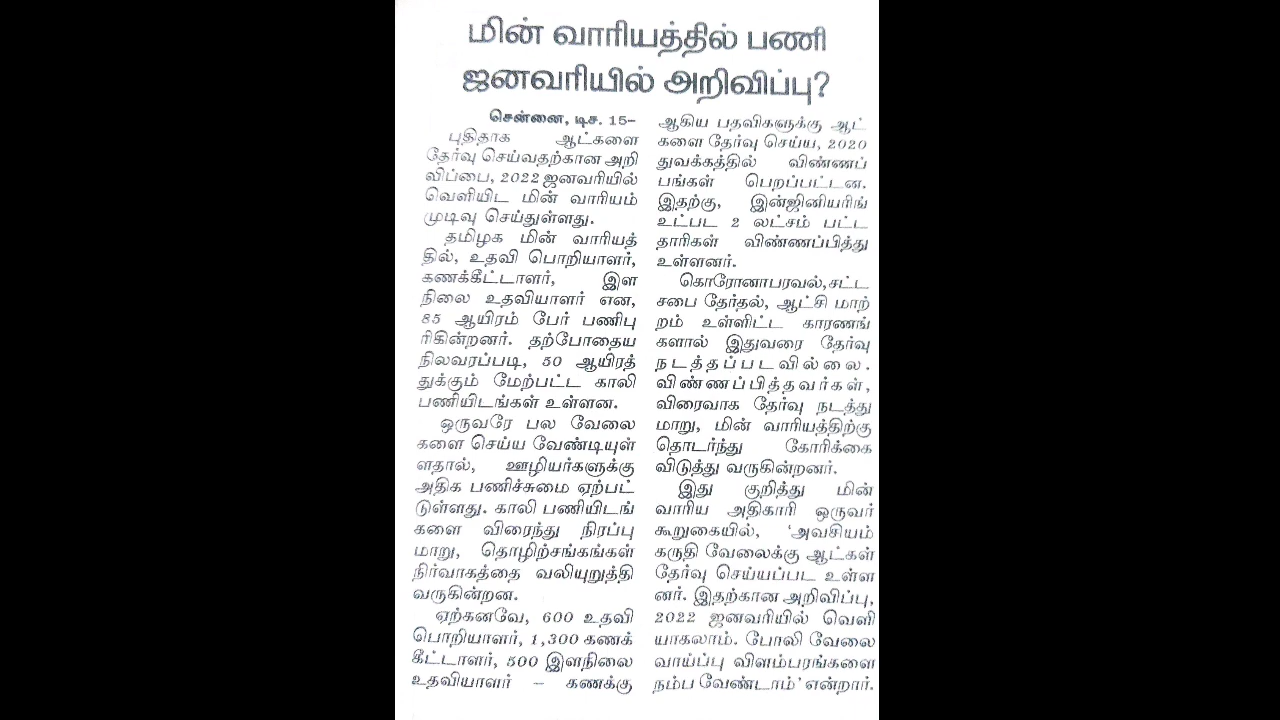 மின் வாரியத்தில் பணி
ஜனவரியில் அறிவிப்பு?
சென்னை, டிச. 15–
புதிதாக ஆட்களை
தேர்வு செய்வதற்கான அறி
விப்பை, 2022 ஜனவரியில்
வெளியிட மின் வாரியம்
முடிவு செய்துள்ளது.
தமிழக மின் வாரியத்
தில், உதவி பொறியாளர்,
கணக்கீட்டாளர், இள
நிலை உதவியாளர் என,
85 ஆயிரம் பேர் பணிபு
ரிகின்றனர். தற்போதைய
நிலவரப்படி, 50 ஆயிரத்
துக்கும் மேற்பட்ட காலி
பணியிடங்கள் உள்ளன.
ஒருவரே பல வேலை
களை செய்ய வேண்டியுள்
ளதால், ஊழியர்களுக்கு
அதிக பணிச்சுமை ஏற்பட்
டுள்ளது. காலி பணியிடங்
களை விரைந்து நிரப்பு
மாறு, தொழிற்சங்கங்கள்
நிர்வாகத்தை வலியுறுத்தி
வருகின்றன.
ஏற்கனவே, 600 உதவி
பொறியாளர், 1,300 கணக்
கீட்டாளர், 500 இளநிலை
உதவியாளர் – கணக்கு
ஆகிய பதவிகளுக்கு ஆட்
களை தேர்வு செய்ய, 2020
துவக்கத்தில் விண்ணப்
பங்கள் பெறப்பட்டன.
இதற்கு, இன்ஜினியரிங்
உட்பட 2 லட்சம் பட்ட
தாரிகள் விண்ணப்பித்து
உள்ளனர்.
கொரோனாபரவல், சட்ட
சபை தேர்தல், ஆட்சி மாற்
றம் உள்ளிட்ட காரணங்
களால் இதுவரை தேர்வு
நடத்தப்படவில்லை.
விண்ணப்பித்தவர்கள்,
விரைவாக தேர்வு நடத்து
மாறு, மின் வாரியத்திற்கு
தொடர்ந்து கோரிக்கை
விடுத்து வருகின்றனர்.
இது குறித்து மின்
வாரிய அதிகாரி ஒருவர்
கூறுகையில், 'அவசியம்
கருதி வேலைக்கு ஆட்கள்
தேர்வு செய்யப்பட உள்ள
னர். இதற்கான அறிவிப்பு,
2022 ஜனவரியில் வெளி
யாகலாம். போலி வேலை
வாய்ப்பு விளம்பரங்களை
நம்ப வேண்டாம்' என்றார்.